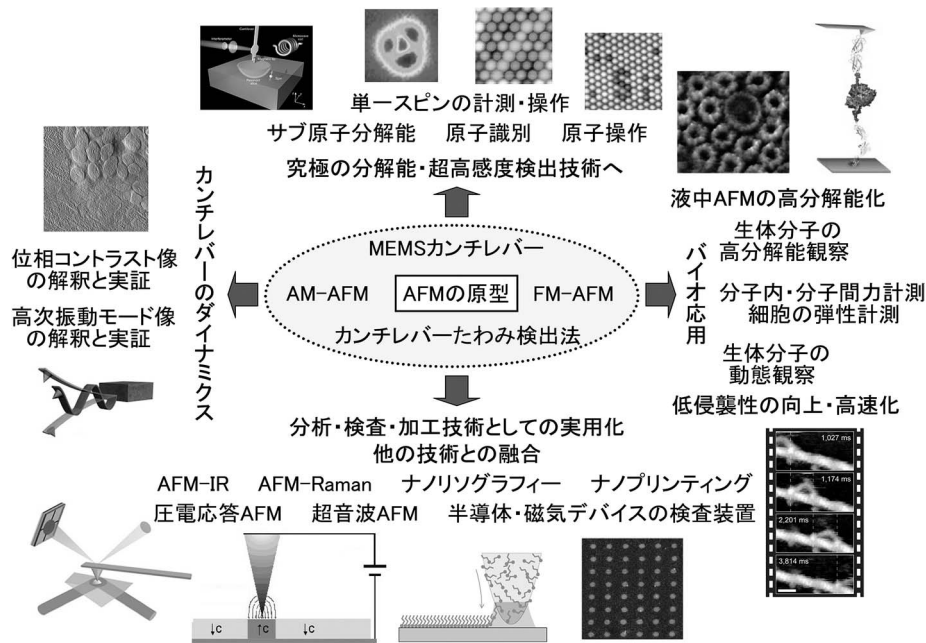 単一スピンの計測・操作
サブ原子分解能 原子識別 原子操作
究極の分解能・超高感度検出技術へ
カンチレバーのダイナミクス
位相コントラスト像
の解釈と実証
高次振動モード像
の解釈と実証
MEMSカンチレバー
AM-AFM
AFMの原型
FM-AFM
カンチレバーたわみ検出法
液中AFMの高分解能化
バイオ応用
生体分子の
高分解能観察
分子内・分子間力計測
細胞の弾性計測
生体分子の
動態観察
低侵襲性の向上・高速化
1,027 ms
1,174 ms
2,201 ms
3,814 ms
分析・検査・加工技術としての実用化
他の技術との融合
AFM-IR AFM-Raman ナノリソグラフィー ナノプリンティング
圧電応答AFM 超音波AFM 半導体・磁気デバイスの検査装置
↓c ↑c ↓c